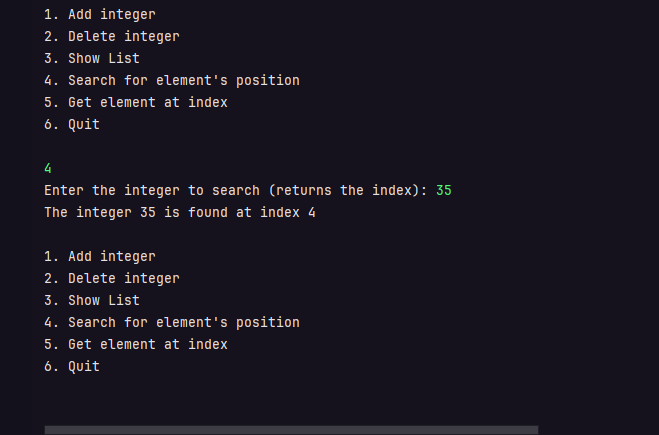 1. Add integer
2. Delete integer
3. Show List
4. Search for element's position
5. Get element at index
6. Quit
4
Enter the integer to search (returns the index): 35
The integer 35 is found at index 4
1. Add integer
2. Delete integer
3. Show List
4. Search for element's position
5. Get element at index
6. Quit